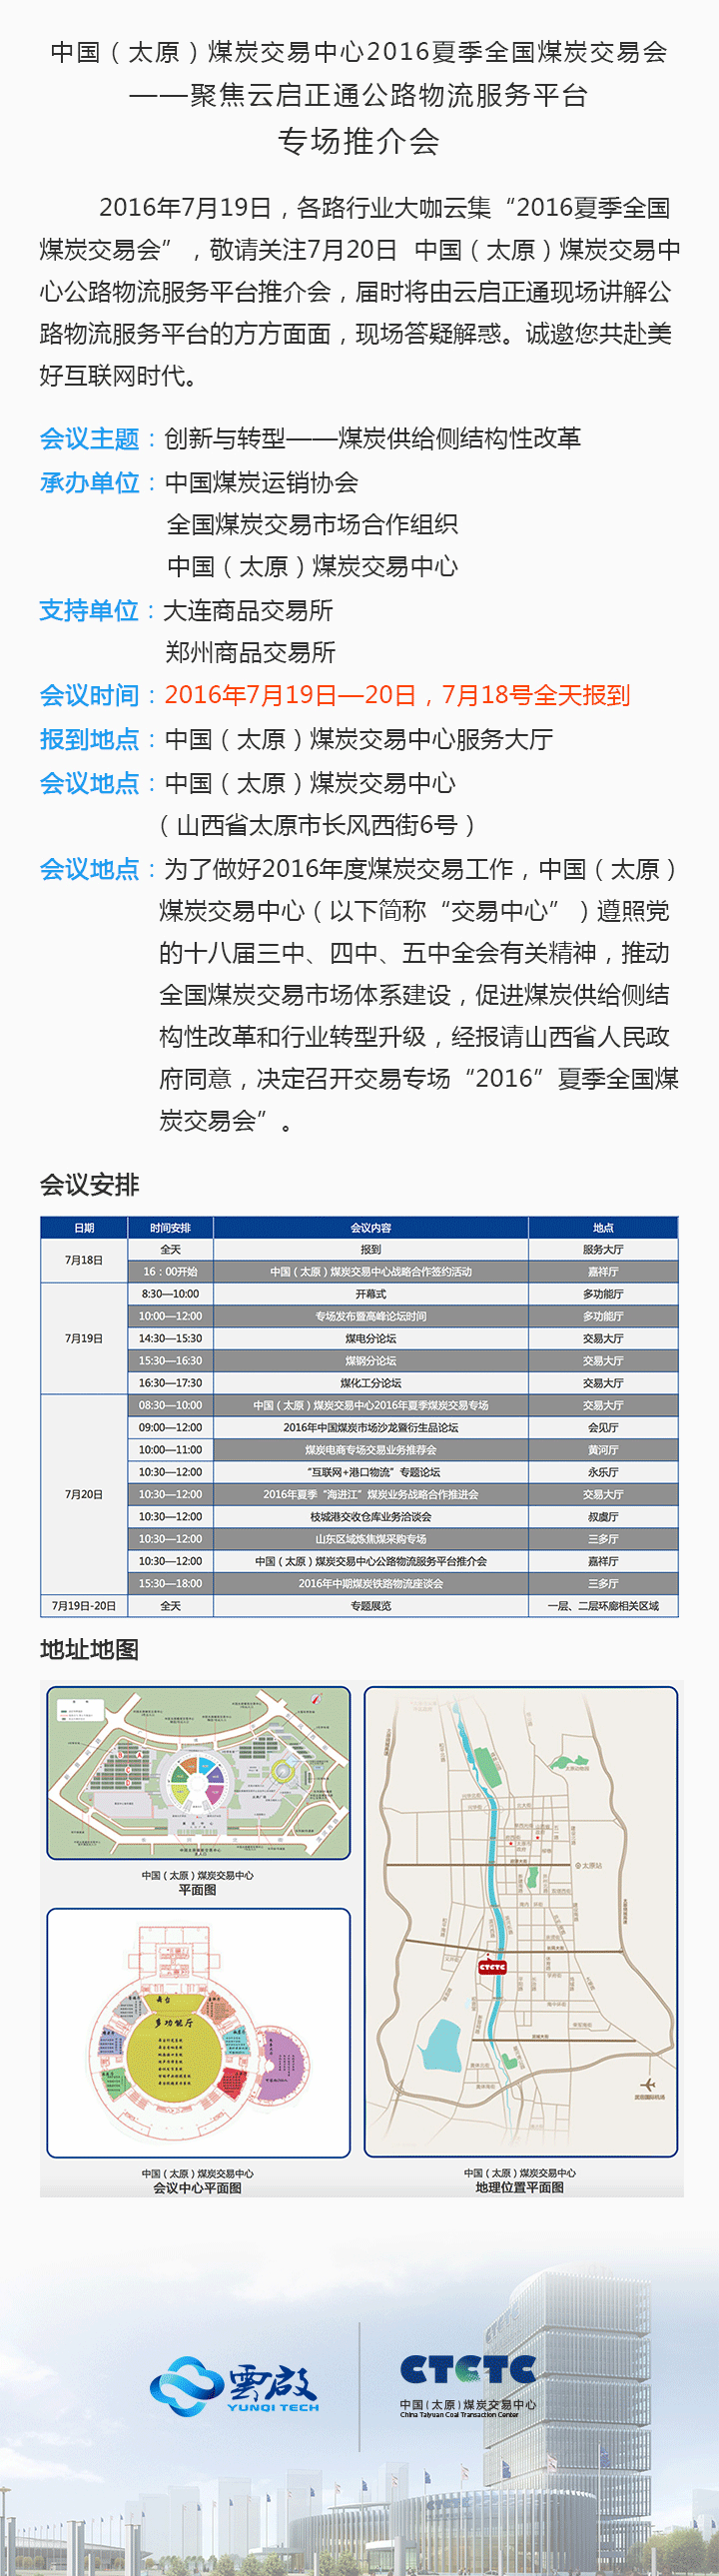 中国（太原）煤炭交易中心2016夏季全国煤炭交易会
——聚焦云启正通公路物流服务平台
专场推介会
2016年7月19日，各路行业大咖云集“2016夏季全国
煤炭交易会”，敬请关注7月20日 中国（太原）煤炭交易中
心公路物流服务平台推介会，届时将由云启正通现场讲解公
路物流服务平台的方方面面，现场答疑解惑。诚邀您共赴美
好互联网时代。
会议主题：创新与转型——煤炭供给侧结构性改革
承办单位：中国煤炭运销协会
全国煤炭交易市场合作组织
中国（太原）煤炭交易中心
支持单位：大连商品交易所
郑州商品交易所
会议时间：2016年7月19日—20日，7月18号全天报到
报到地点：中国（太原）煤炭交易中心服务大厅
会议地点：中国（太原）煤炭交易中心
（山西省太原市长风西街6号）
会议地点：为了做好2016年度煤炭交易工作，中国（太原）
煤炭交易中心（以下简称“交易中心”）遵照党
的十八届三中、四中、五中全会有关精神，推动
全国煤炭交易市场体系建设，促进煤炭供给侧结
构性改革和行业转型升级，经报请山西省人民政
府同意，决定召开交易专场“2016”夏季全国煤
炭交易会”。
会议安排
日期 时间安排 会议内容 地点
7月18日 全天 报到 服务大厅
16：00开始 中国（太原）煤炭交易中心战略合作签约活动 嘉祥厅
7月19日 8:30—10:00 开幕式 多功能厅
10:00—12:00 专场发布暨高峰论坛时间 多功能厅
14:30—15:30 煤电分论坛 交易大厅
15:30—16:30 煤钢分论坛 交易大厅
16:30—17:30 煤化工分论坛 交易大厅
7月20日 08:30—10:00 中国（太原）煤炭交易中心2016年夏季煤炭交易专场 交易大厅
09:00—12:00 2016年中国煤炭市场沙龙暨衍生品论坛 会见厅
10:00—11:00 煤炭电商专场交易业务推荐会 黄河厅
10:30—12:00 “互联网+港口物流”专题论坛 永乐厅
10:30—12:00 2016年夏季“海进江”煤炭业务战略合作推进会 交易大厅
10:30—12:00 枝城港交收仓库业务洽谈会 叔虞厅
10:30—12:00 山东区域炼焦煤采购专场 三多厅
10:30—12:00 中国（太原）煤炭交易中心公路物流服务平台推介会 嘉祥厅
15:30—18:00 2016年中期煤炭铁路物流座谈会 三多厅
7月19日-20日 全天 专题展览 一层、二层环廊相关区域
地址地图
中国（太原）煤炭交易中心
平面图
舞台
多功能厅
中国（太原）煤炭交易中心
会议中心平面图
太原站
CTCTC
中国（太原）煤炭交易中心
地理位置平面图
雲啟
YUNQI TECH
CTCTC
中国（太原）煤炭交易中心
China Taiyuan Coal Transaction Center
CTCTC
CTCTC